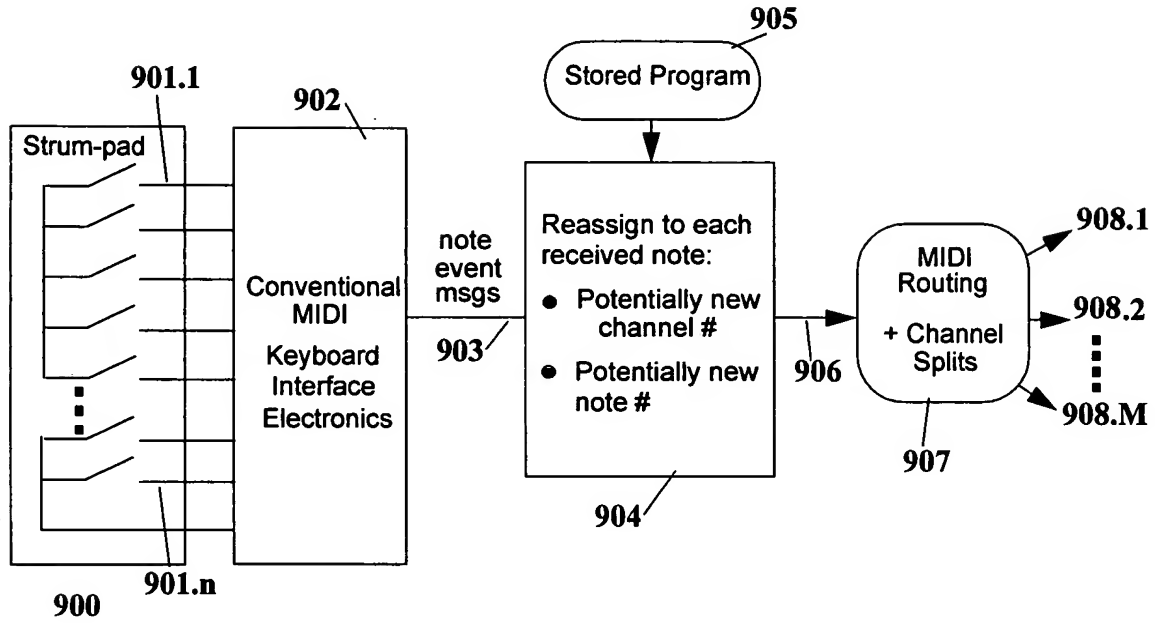 905
Stored Program
901.1
902
Strum-pad
Conventional
MIDI
Keyboard
Interface
Electronics
note
event
msgs
903
Reassign to each
received note:
● Potentially new
channel #
● Potentially new
note #
904
906
MIDI
Routing
+ Channel
Splits
907
908.1
908.2
908.M
901.n
900